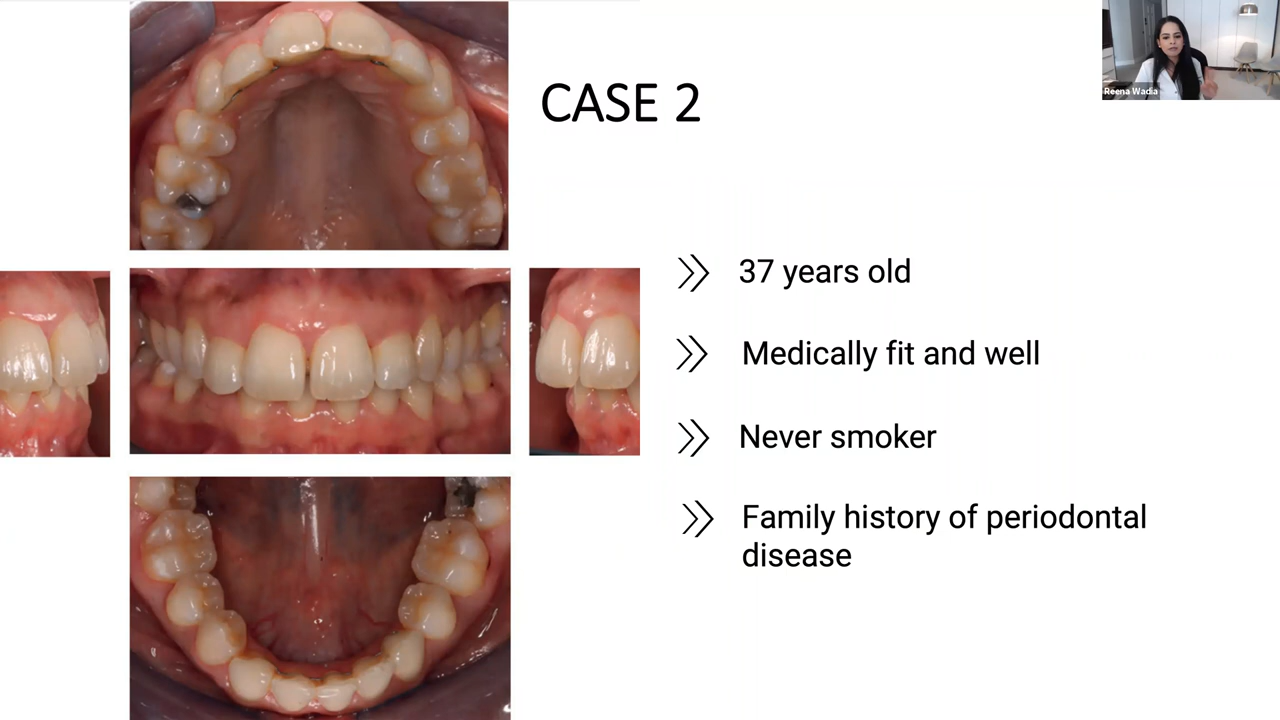 CASE 2
Reena Wadia
37 years old
Medically fit and well
Never smoker
Family history of periodontal
disease